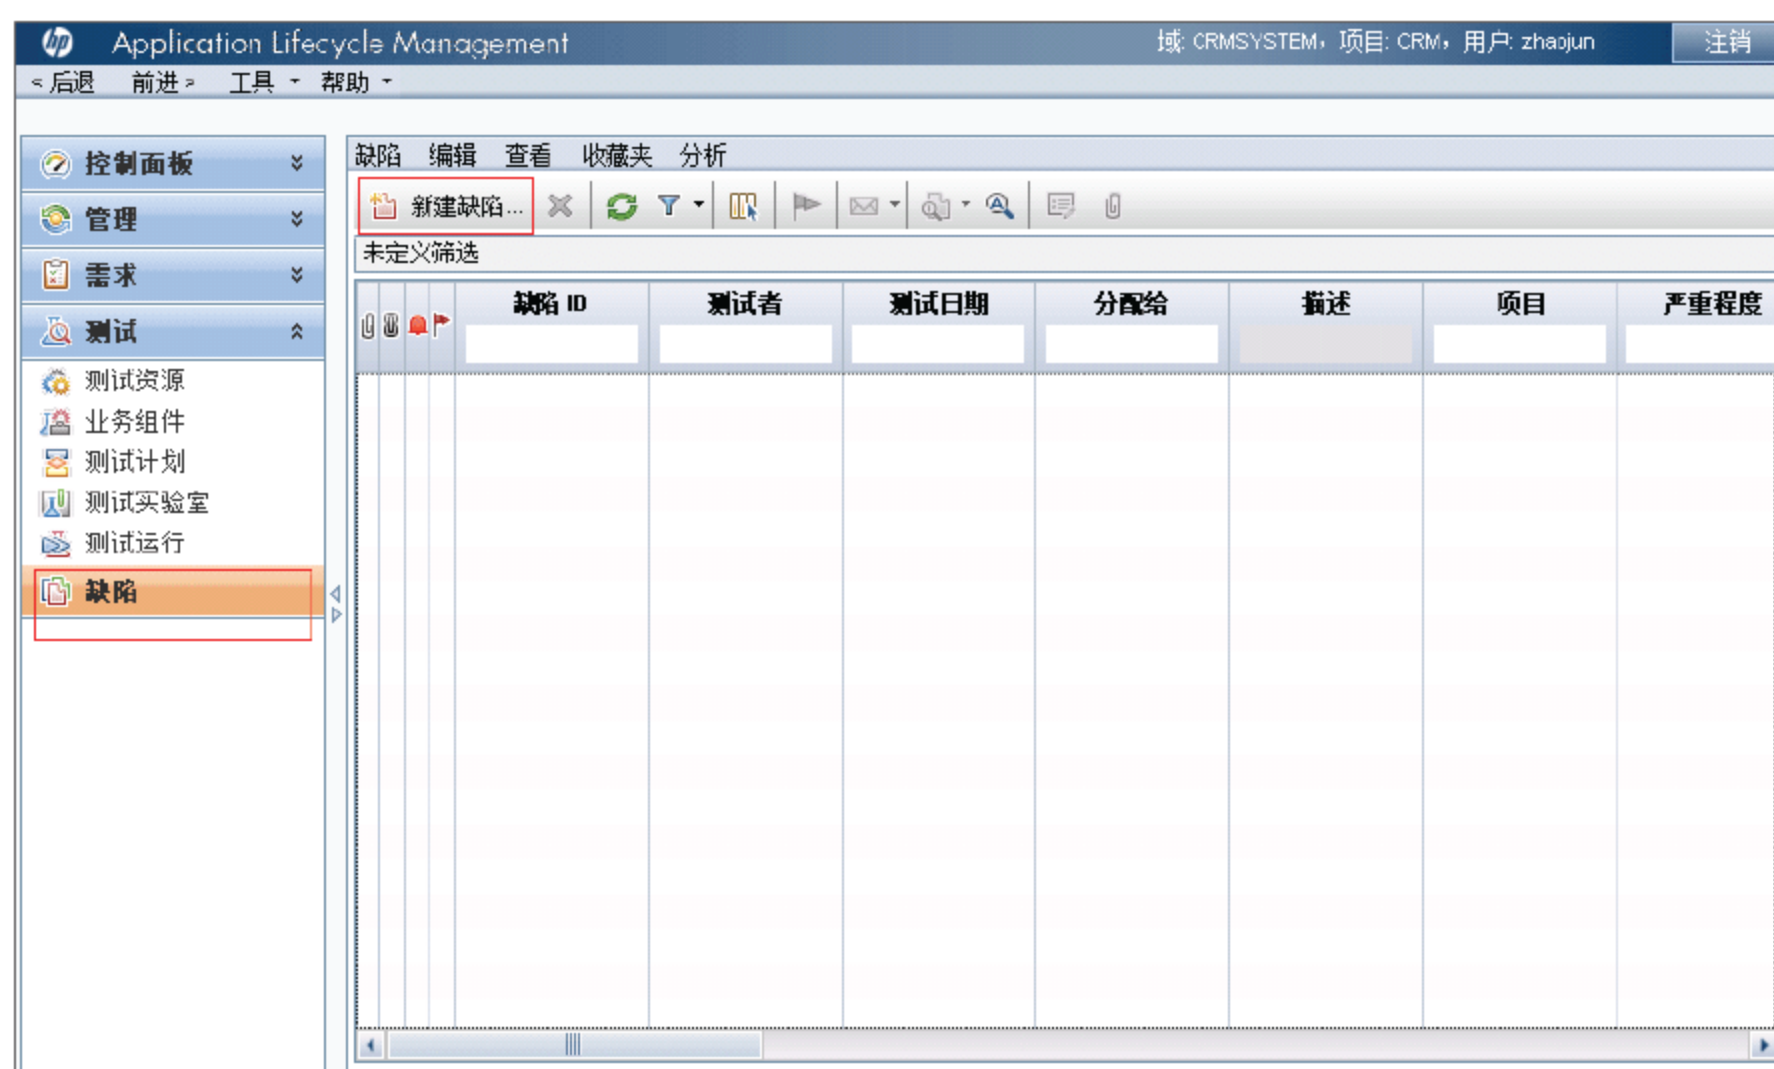 hp Application Lifecycle Management 域: CRMSYSTEM，项目: CRM，用户: zhaojun 注销
<后退 前进> 工具 帮助
控制面板
管理
需求
测试
测试资源
业务组件
测试计划
测试实验室
测试运行
缺陷
缺陷 编辑 查看 收藏夹 分析
新建缺陷...
未定义筛选
缺陷 ID 测试者 测试日期 分配给 描述 项目 严重程度